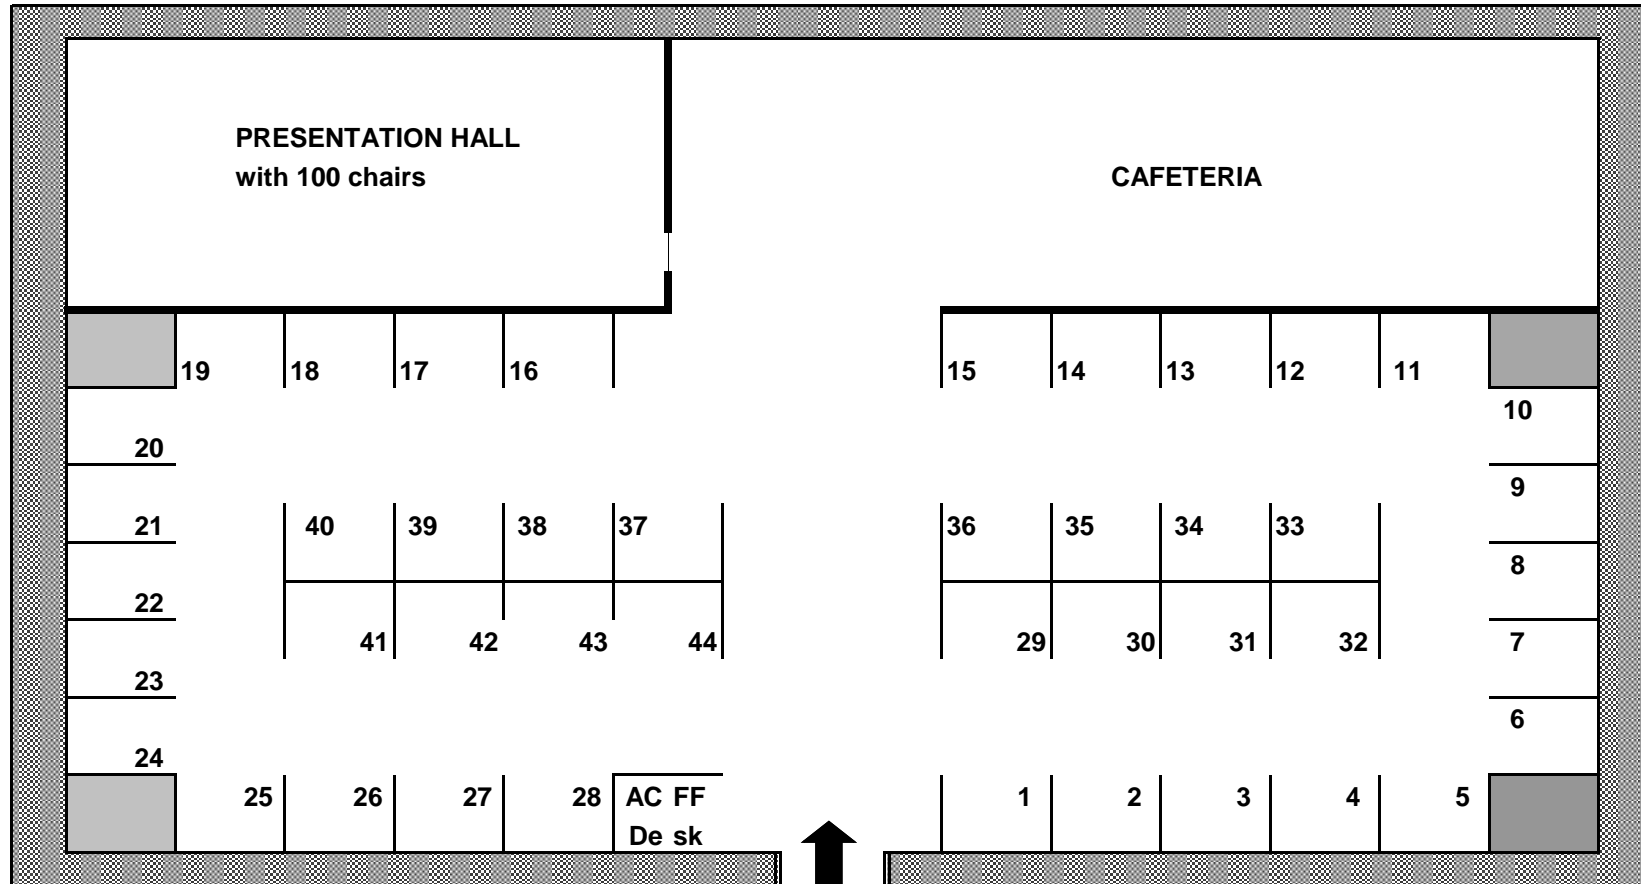 PRESENTATION HALL
with 100 chairs
CAFETERIA
19 18 17 16 15 14 13 12 11
10
20
9
21 40 39 38 37 36 35 34 33
8
22
41 42 43 44 29 30 31 32 7
23
6
24
25 26 27 28 AC FF 1 2 3 4 5
De sk